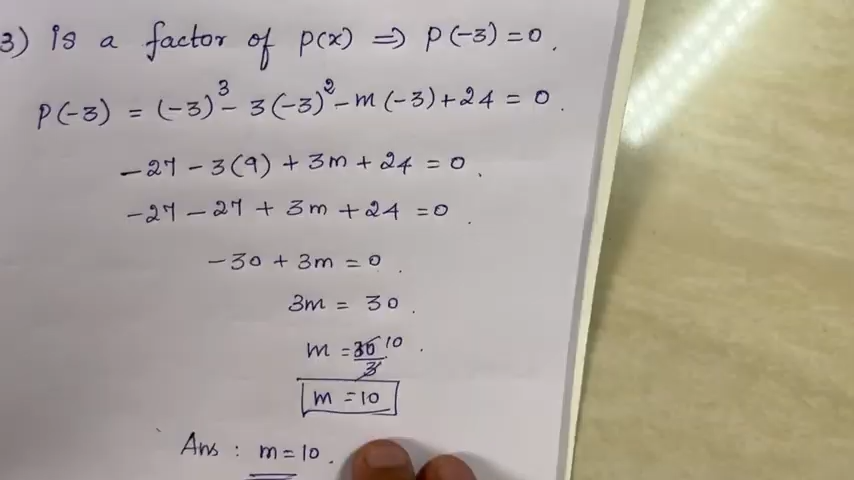 3) is a factor of p(x) ⇒ p(-3) = 0.
p(-3) = (-3)³ - 3(-3)² - m(-3) + 24 = 0.
-27 - 3(9) + 3m + 24 = 0.
-27 - 27 + 3m + 24 = 0.
-30 + 3m = 0.
3m = 30.
m = 30/3 10.
m = 10
Ans : m = 10.